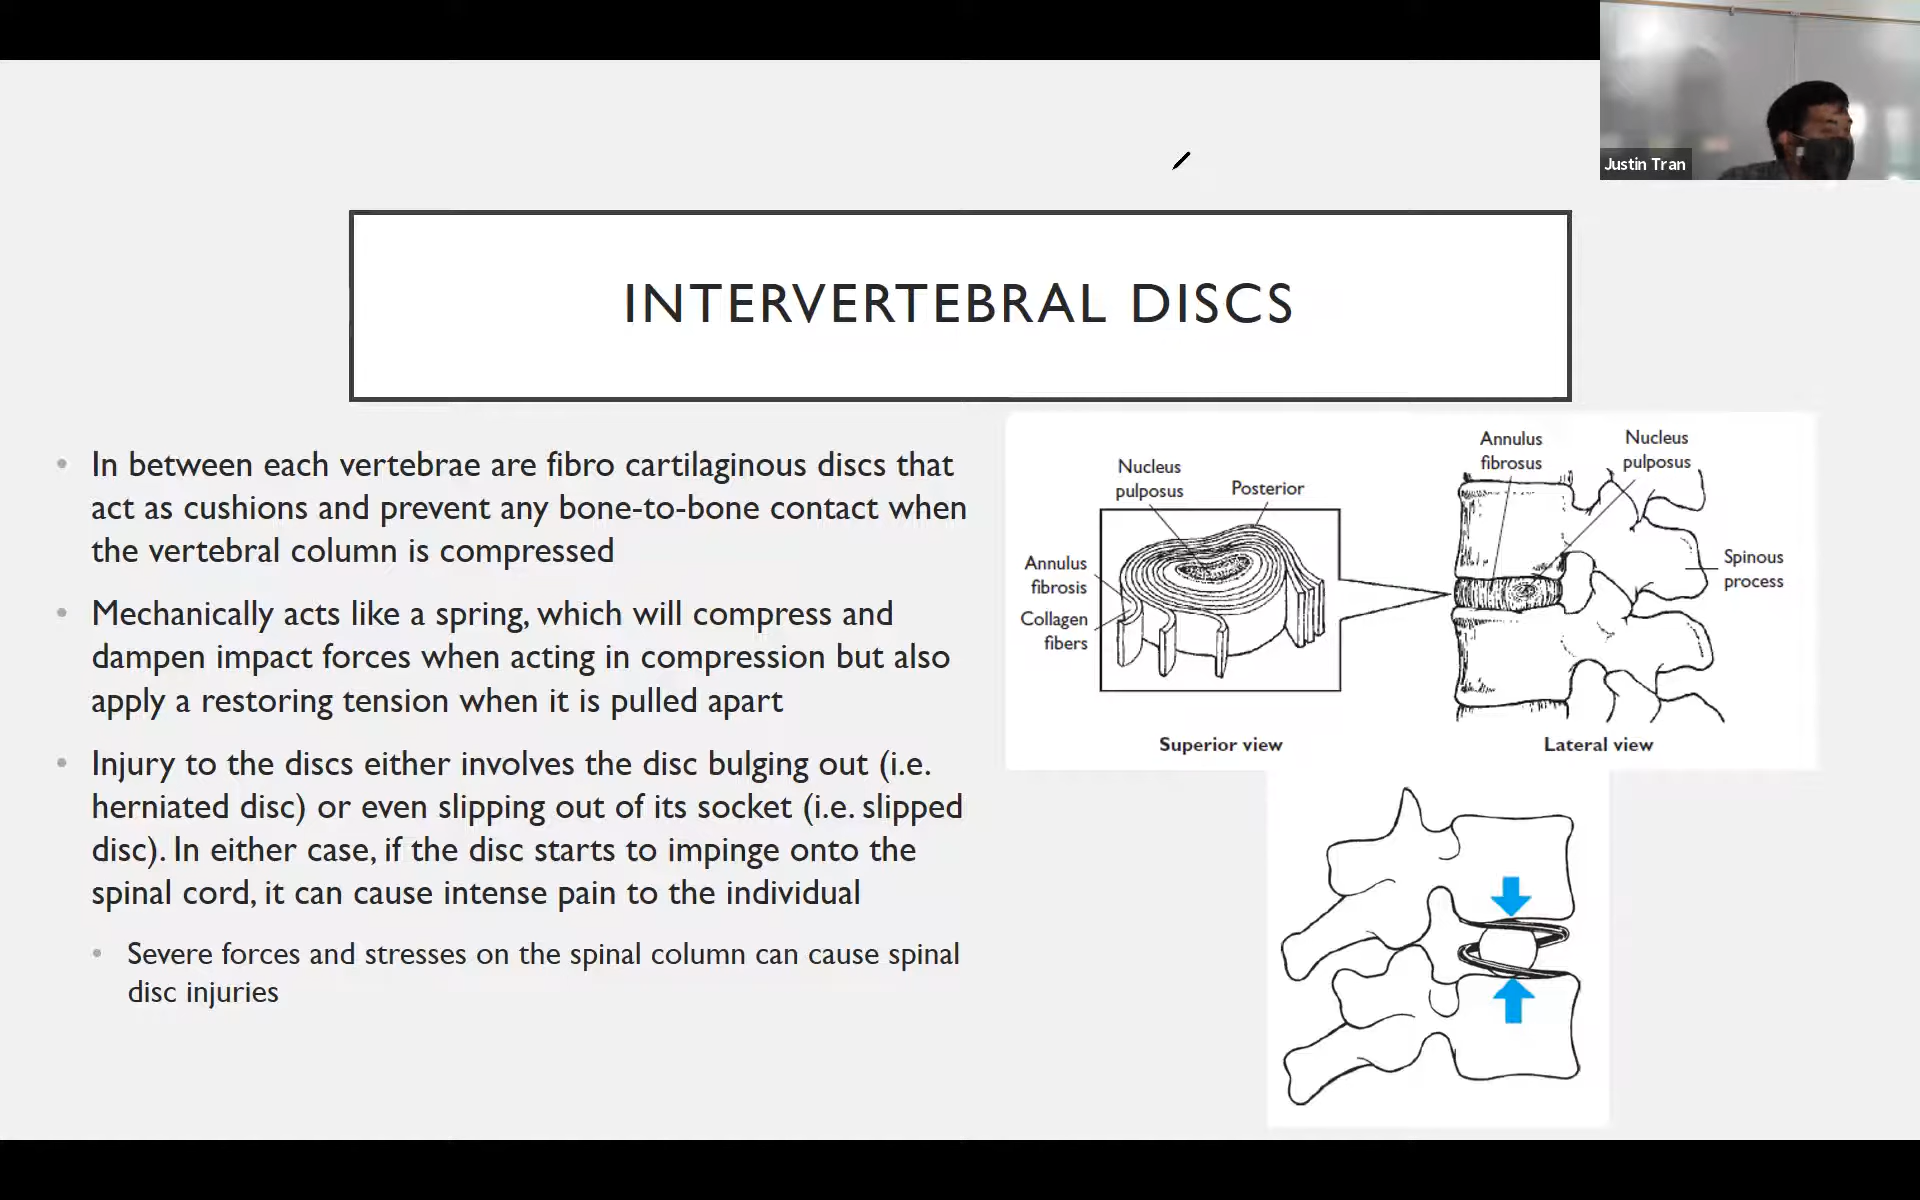 Justin Tran
INTERVERTEBRAL DISCS
In between each vertebrae are fibro cartilaginous discs that
act as cushions and prevent any bone-to-bone contact when
the vertebral column is compressed
Mechanically acts like a spring, which will compress and
dampen impact forces when acting in compression but also
apply a restoring tension when it is pulled apart
Injury to the discs either involves the disc bulging out (i.e.
herniated disc) or even slipping out of its socket (i.e. slipped
disc). In either case, if the disc starts to impinge onto the
spinal cord, it can cause intense pain to the individual
Severe forces and stresses on the spinal column can cause spinal
disc injuries
Nucleus
pulposus
Posterior
Annulus
fibrosis
Collagen
fibers
Superior view
Annulus
fibrosus
Nucleus
pulposus
Spinous
process
Lateral view